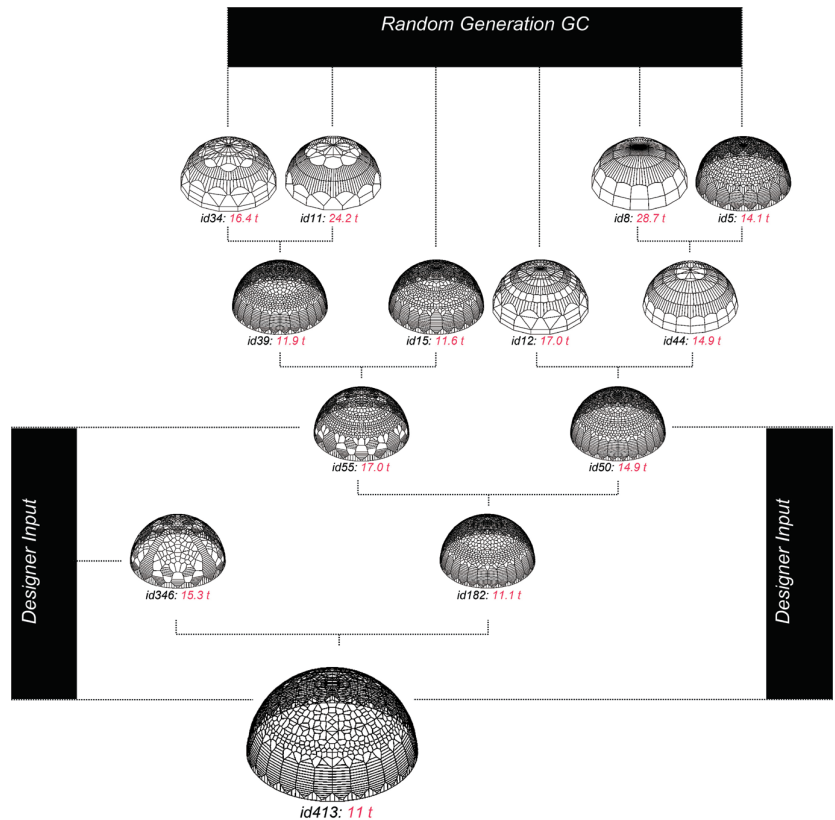 Random Generation GC
id34: 16.4 t
id11: 24.2 t
id8: 28.7 t
id5: 14.1 t
id39: 11.9 t
id15: 11.6 t
id12: 17.0 t
id44: 14.9 t
id55: 17.0 t
id50: 14.9 t
Designer Input
Designer Input
id346: 15.3 t
id182: 11.1 t
id413: 11 t